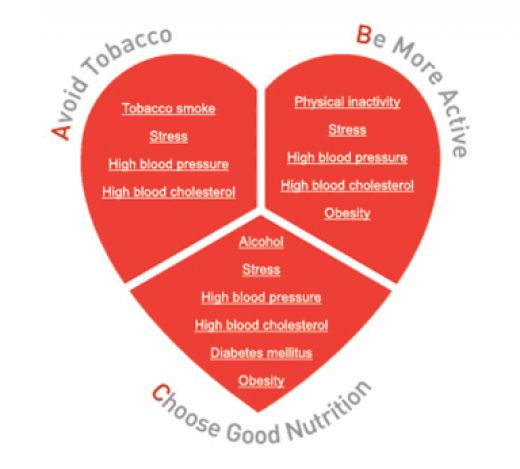 Avoid Tobacco
Tobacco smoke
Stress
High blood pressure
High blood cholesterol
Be More Active
Physical inactivity
Stress
High blood pressure
High blood cholesterol
Obesity
Alcohol
Stress
High blood pressure
High blood cholesterol
Diabetes mellitus
Obesity
Choose Good Nutrition